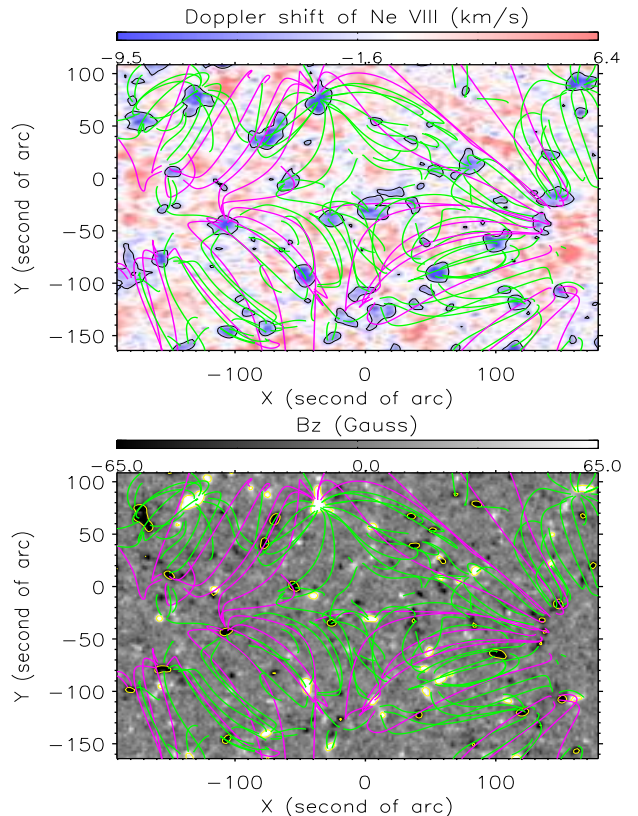 Doppler shift of Ne VIII (km/s)
−9.5 −1.6 6.4
100
50
0
−50
−100
−150
Y (second of arc)
−100 0 100
X (second of arc)
Bz (Gauss)
−65.0 0.0 65.0
100
50
0
−50
−100
−150
Y (second of arc)
−100 0 100
X (second of arc)